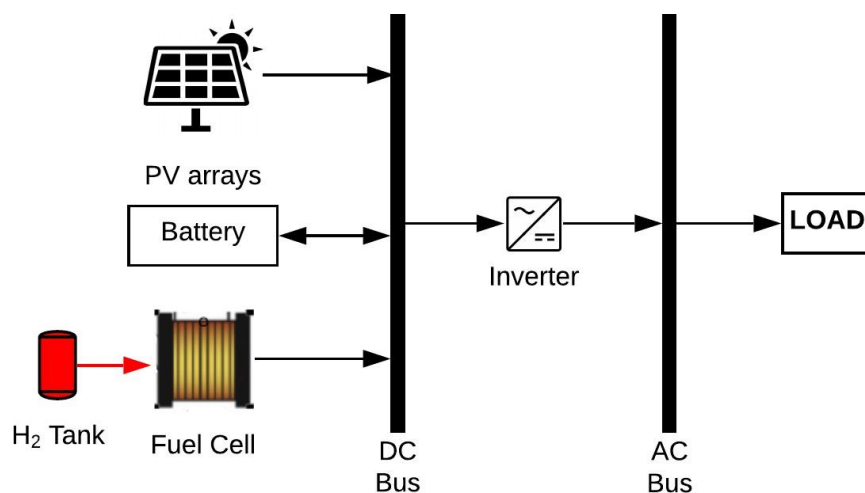 PV arrays
Battery
H₂ Tank
Fuel Cell
DC
Bus
Inverter
AC
Bus
LOAD